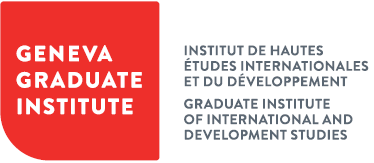 GENEVA
GRADUATE
INSTITUTE
INSTITUT DE HAUTES
ÉTUDES INTERNATIONALES
ET DU DÉVELOPPEMENT
GRADUATE INSTITUTE
OF INTERNATIONAL AND
DEVELOPMENT STUDIES